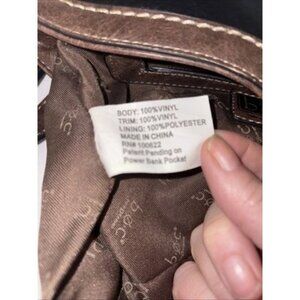 BODY: 100%VINYL
TRIM: 100%VINYL
LINING: 100%POLYESTER
MADE IN CHINA
RN# 100622
Patent Pending on
Power Bank Pocket
b·ø·c